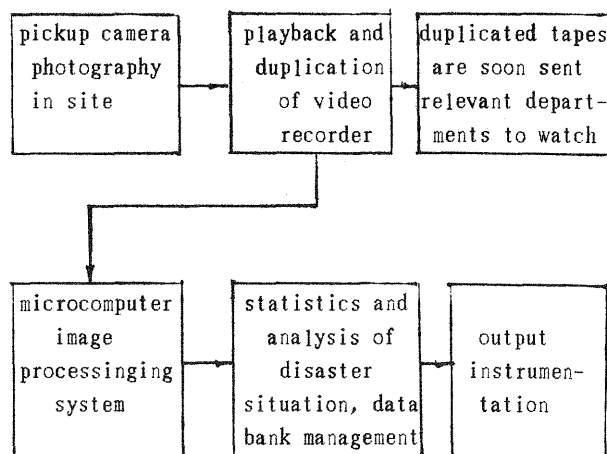 pickup camera
photography
in site
playback and
duplication
of video
recorder
duplicated tapes
are soon sent
relevant depart-
ments to watch
microcomputer
image
processinging
system
statistics and
analysis of
disaster
situation, data
bank management
output
instrumen-
tation